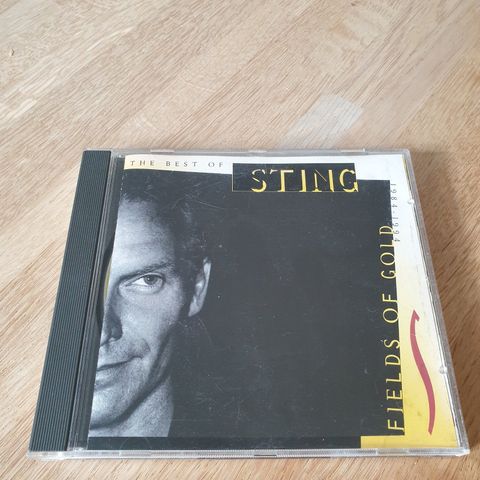 THE BEST OF
STING
1984-1994
FIELDS OF GOLD